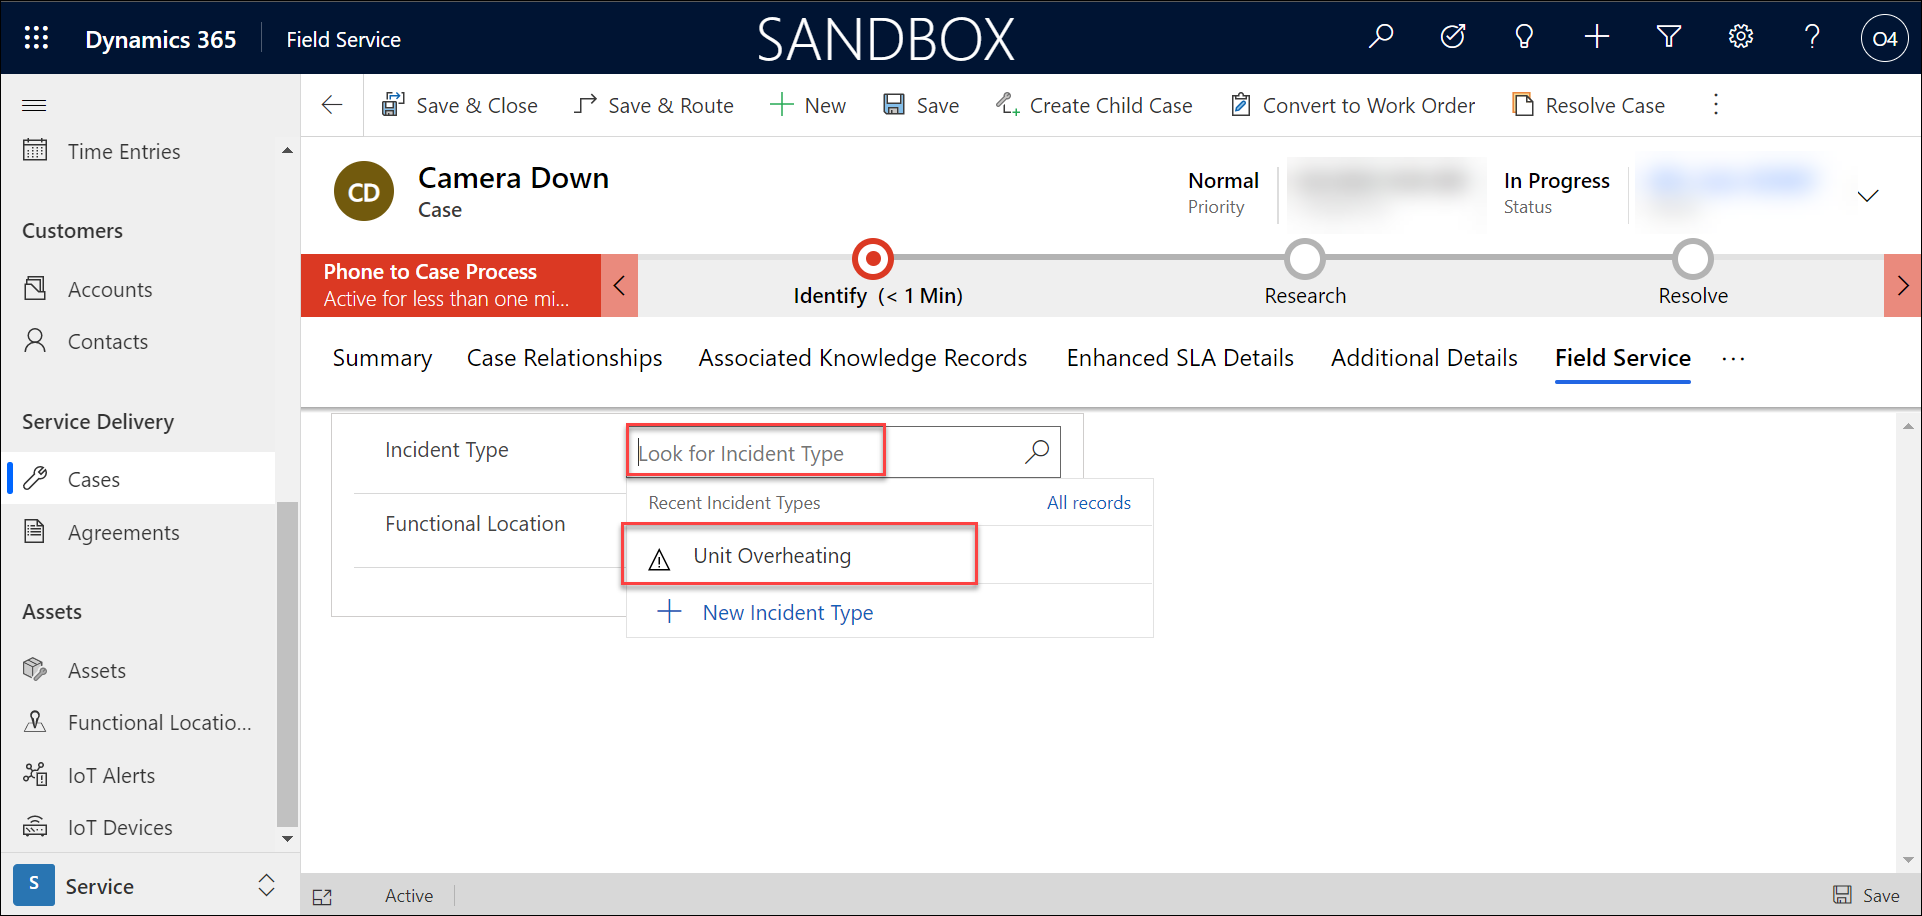 Dynamics 365
Field Service
SANDBOX
?
O4
Save & Close
Save & Route
New
Save
Create Child Case
Convert to Work Order
Resolve Case
Time Entries
Customers
Accounts
Contacts
Service Delivery
Cases
Agreements
Assets
Assets
Functional Locatio...
IoT Alerts
IoT Devices
S
Service
CD
Camera Down
Case
Normal
Priority
In Progress
Status
Phone to Case Process
Active for less than one mi...
Identify (< 1 Min)
Research
Resolve
Summary
Case Relationships
Associated Knowledge Records
Enhanced SLA Details
Additional Details
Field Service
...
Incident Type
Look for Incident Type
Recent Incident Types
All records
Functional Location
Unit Overheating
New Incident Type
Active
Save